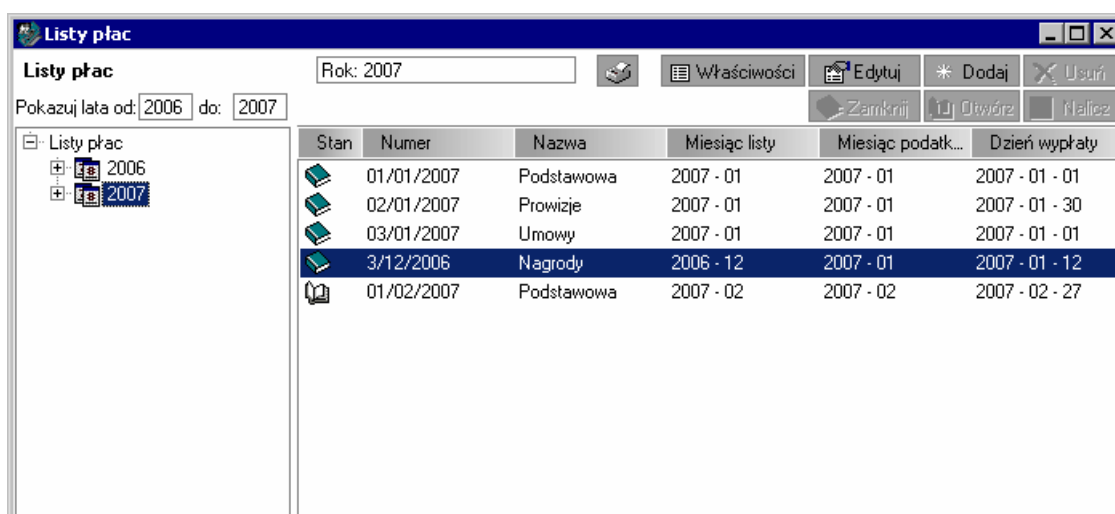 Listy płac
Listy płac Rok: 2007 Właściwości Edytuj Dodaj Usuń
Pokazuj lata od: 2006 do: 2007 Zamknij Otwórz Nalicz
Listy płac
2006
2007
Stan Numer Nazwa Miesiąc listy Miesiąc podatk... Dzień wypłaty
01/01/2007 Podstawowa 2007 - 01 2007 - 01 2007 - 01 - 01
02/01/2007 Prowizje 2007 - 01 2007 - 01 2007 - 01 - 30
03/01/2007 Umowy 2007 - 01 2007 - 01 2007 - 01 - 01
3/12/2006 Nagrody 2006 - 12 2007 - 01 2007 - 01 - 12
01/02/2007 Podstawowa 2007 - 02 2007 - 02 2007 - 02 - 27